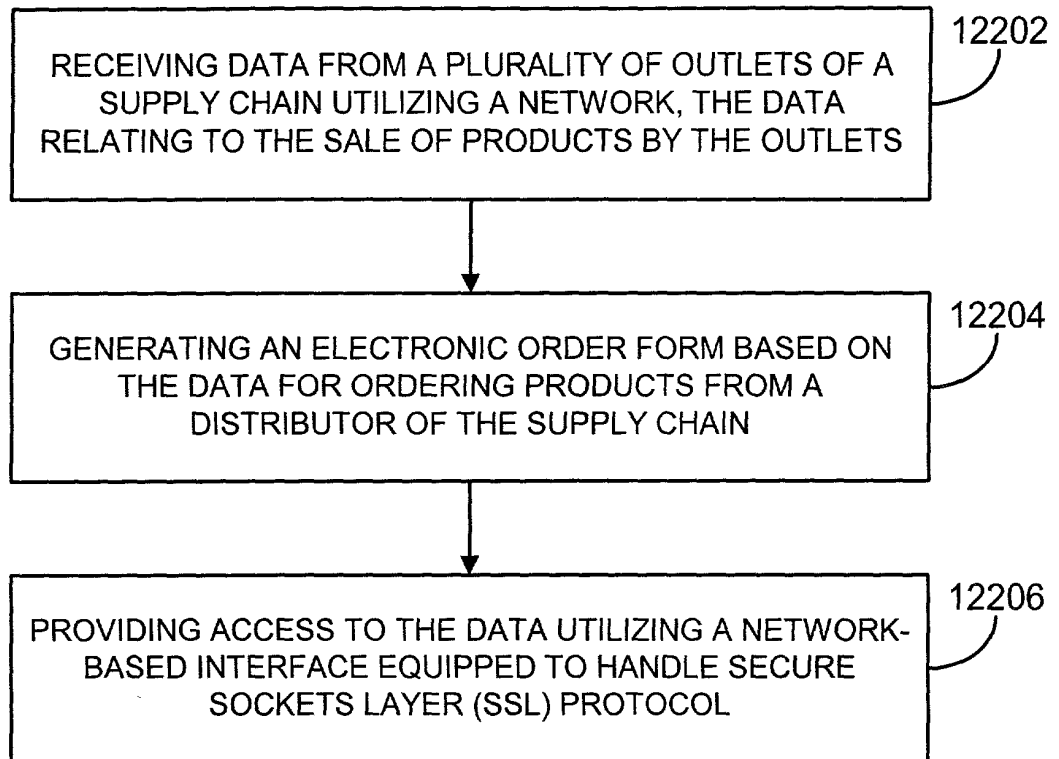 12202
RECEIVING DATA FROM A PLURALITY OF OUTLETS OF A
SUPPLY CHAIN UTILIZING A NETWORK, THE DATA
RELATING TO THE SALE OF PRODUCTS BY THE OUTLETS
12204
GENERATING AN ELECTRONIC ORDER FORM BASED ON
THE DATA FOR ORDERING PRODUCTS FROM A
DISTRIBUTOR OF THE SUPPLY CHAIN
12206
PROVIDING ACCESS TO THE DATA UTILIZING A NETWORK-
BASED INTERFACE EQUIPPED TO HANDLE SECURE
SOCKETS LAYER (SSL) PROTOCOL